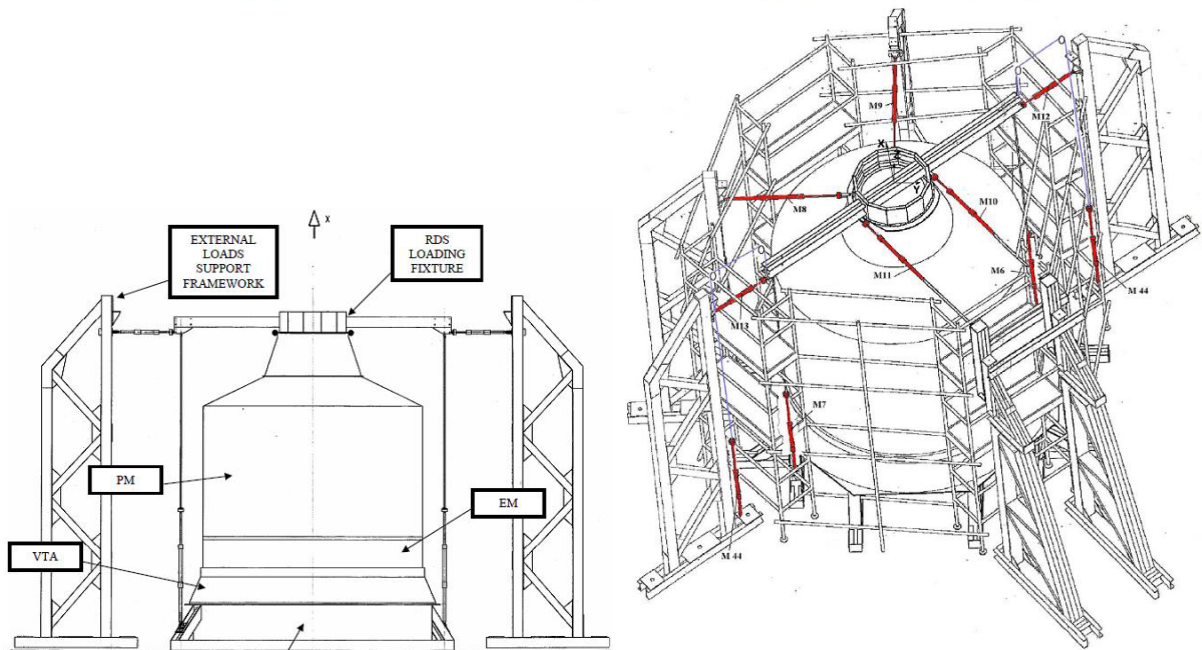 x
EXTERNAL
LOADS
SUPPORT
FRAMEWORK
RDS
LOADING
FIXTURE
PM
EM
VTA
M9
M12
X
Z
Y
M8
M10
M11
M6
M 44
M13
M7
M 44